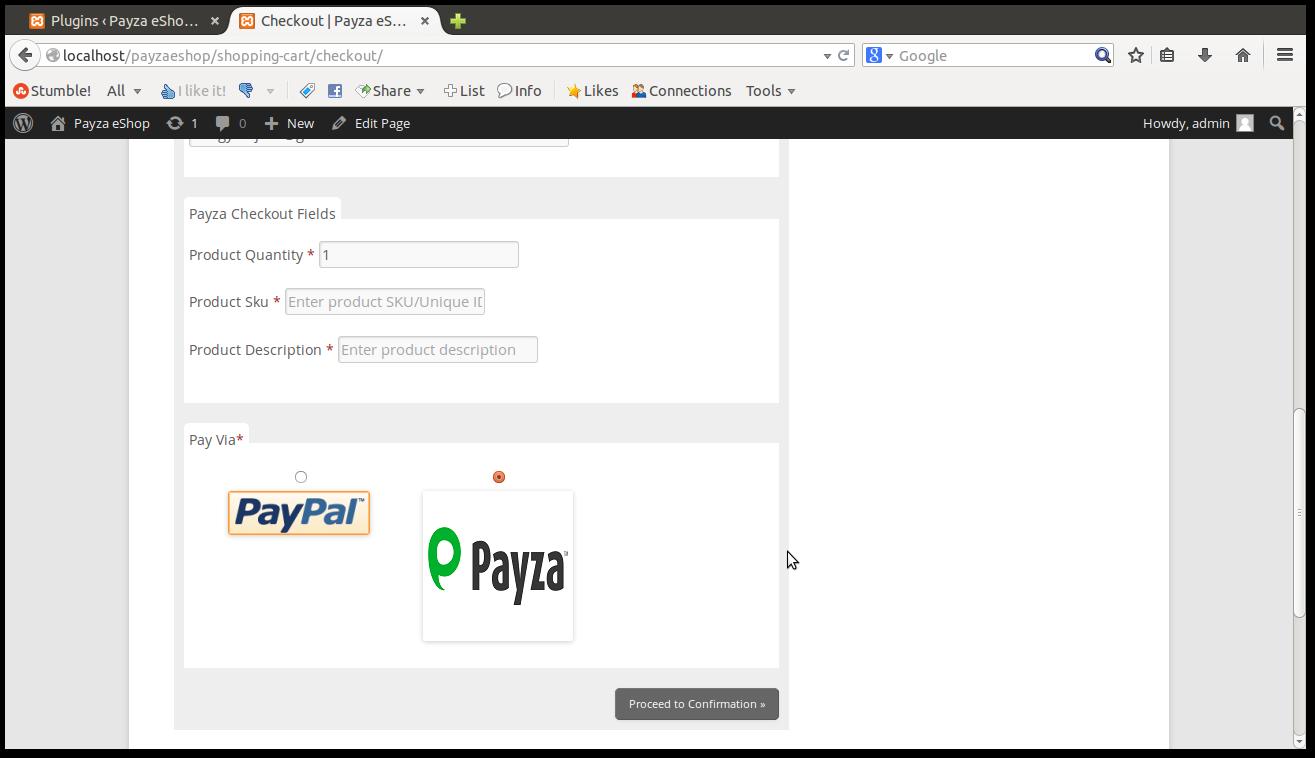 Plugins ‹ Payza eSho...
Checkout | Payza eS...
localhost/payzaeshop/shopping-cart/checkout/
8 Google
Stumble! All I like it! Share List Info Likes Connections Tools
Payza eShop 1 0 New Edit Page Howdy, admin
Payza Checkout Fields
Product Quantity * 1
Product Sku * Enter product SKU/Unique ID
Product Description * Enter product description
Pay Via*
PayPal™
Payza™
Proceed to Confirmation »